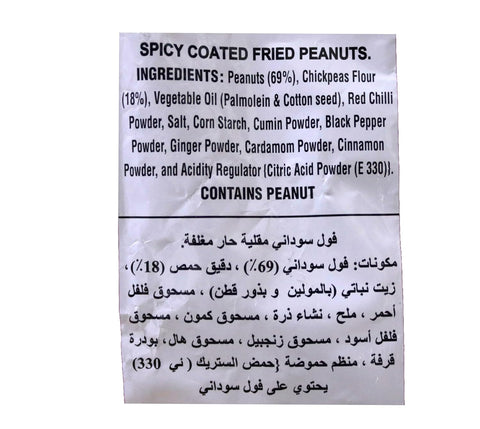 SPICY COATED FRIED PEANUTS.
INGREDIENTS: Peanuts (69%), Chickpeas Flour
(18%), Vegetable Oil (Palmolein & Cotton seed), Red Chilli
Powder, Salt, Corn Starch, Cumin Powder, Black Pepper
Powder, Ginger Powder, Cardamom Powder, Cinnamon
Powder, and Acidity Regulator {Citric Acid Powder (E 330)}.
CONTAINS PEANUT
فول سوداني مقلية حار مغلفة.
مكونات: فول سوداني (69٪) ، دقيق حمص (18٪)،
زيت نباتي (بالمولين و بذور قطن) ، مسحوق فلفل
أحمر ، ملح ، نشاء ذرة ، مسحوق كمون ، مسحوق
فلفل أسود ، مسحوق زنجبيل ، مسحوق هال، بودرة
قرفة ، منظم حموضة {حمض الستريك ( ئي 330)
يحتوي على فول سوداني